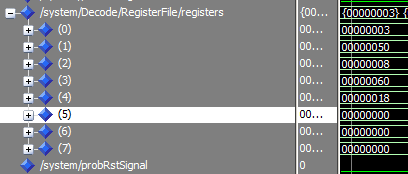 /system/Decode/RegisterFile/registers {00... {00000003} {
(0) 00... 00000003
(1) 00... 00000050
(2) 00... 00000008
(3) 00... 00000060
(4) 00... 00000018
(5) 00... 00000000
(6) 00... 00000000
(7) 00... 00000000
/system/probRstSignal 0